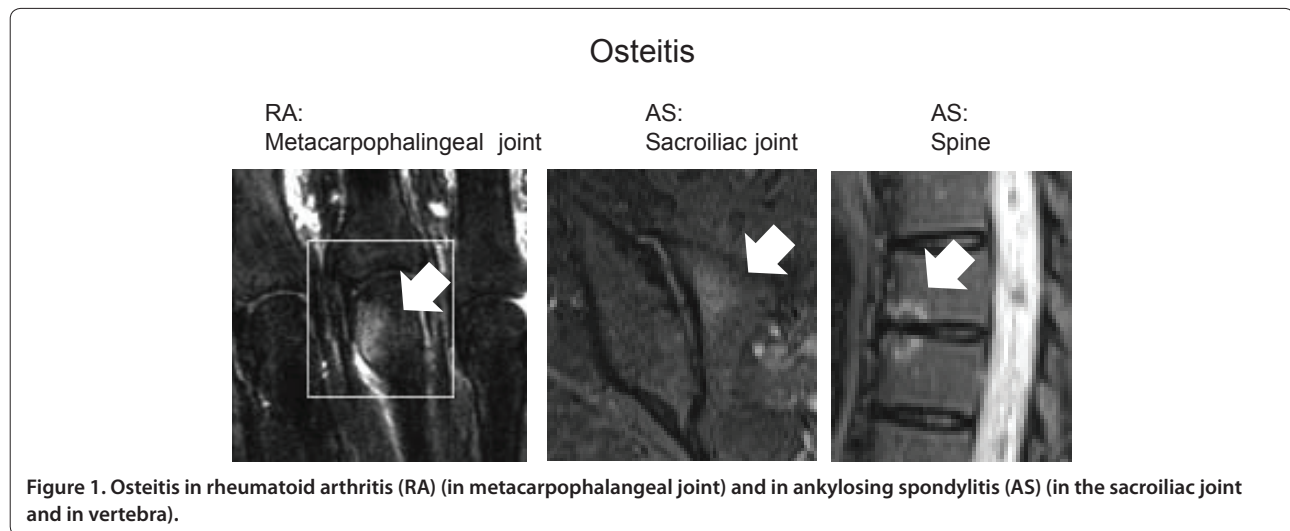 Osteitis
RA:
Metacarpophalingeal joint
AS:
Sacroiliac joint
AS:
Spine
Figure 1. Osteitis in rheumatoid arthritis (RA) (in metacarpophalangeal joint) and in ankylosing spondylitis (AS) (in the sacroiliac joint
and in vertebra).